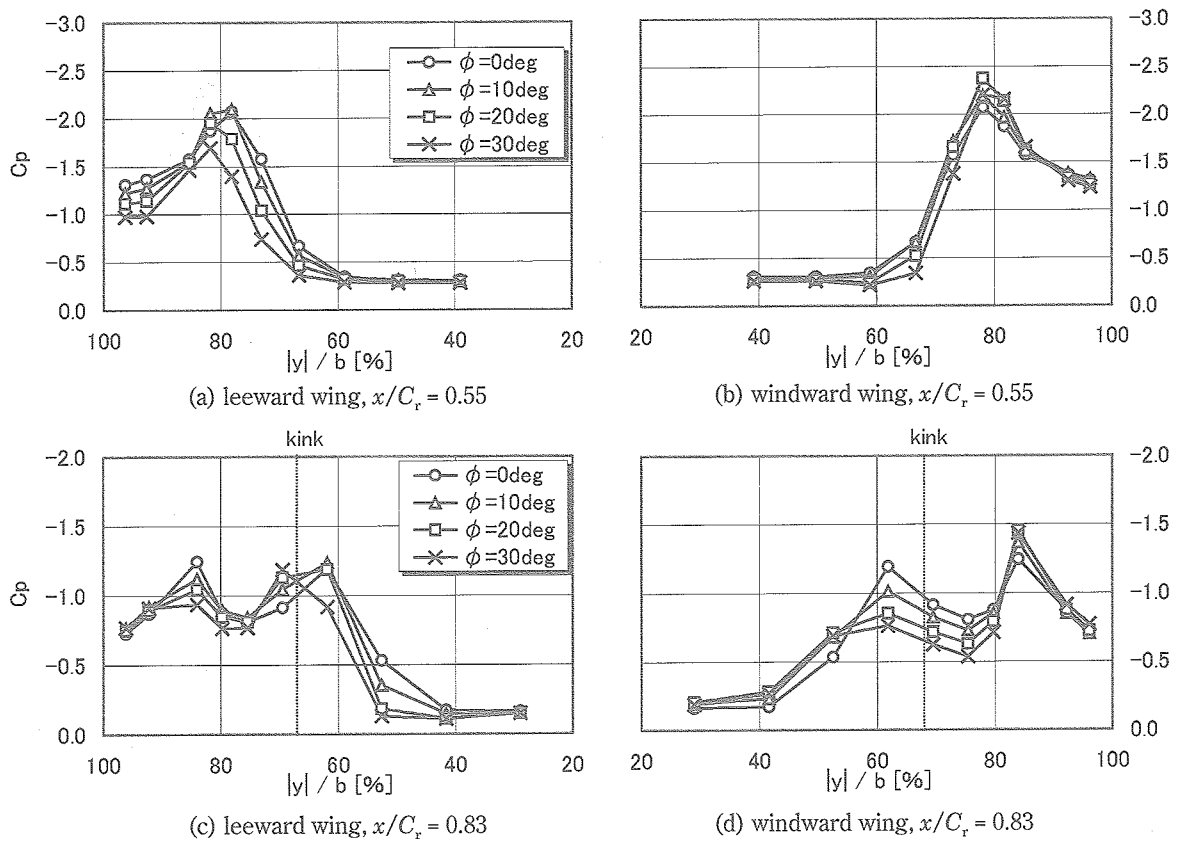 -3.0
-2.5
-2.0
-1.5
-1.0
-0.5
0.0
Cp
ϕ=0deg
ϕ=10deg
ϕ=20deg
ϕ=30deg
100 80 60 40 20
|y| / b [%]
(a) leeward wing, x/Cr = 0.55
-3.0
-2.5
-2.0
-1.5
-1.0
-0.5
0.0
20 40 60 80 100
|y| / b [%]
(b) windward wing, x/Cr = 0.55
kink
-2.0
-1.5
-1.0
-0.5
0.0
Cp
ϕ=0deg
ϕ=10deg
ϕ=20deg
ϕ=30deg
100 80 60 40 20
|y| / b [%]
(c) leeward wing, x/Cr = 0.83
kink
-2.0
-1.5
-1.0
-0.5
0.0
20 40 60 80 100
|y| / b [%]
(d) windward wing, x/Cr = 0.83